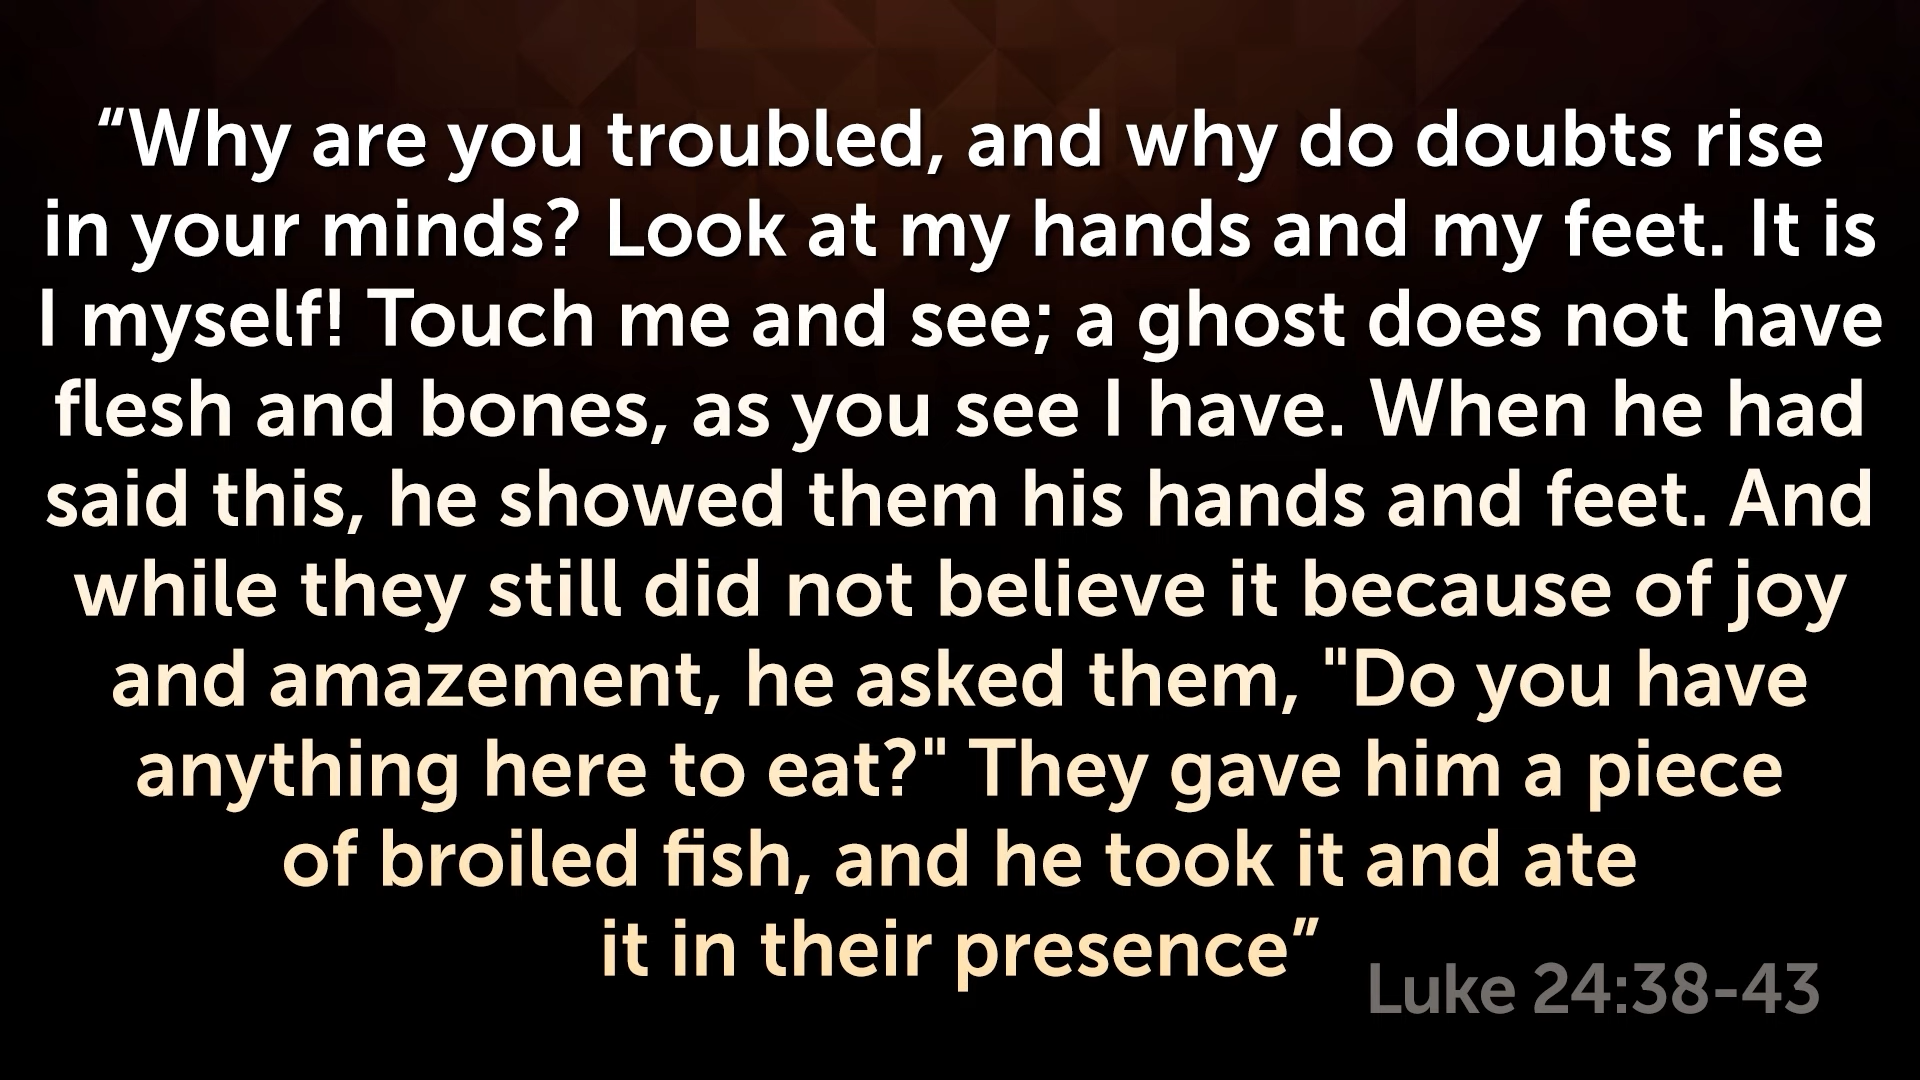 “Why are you troubled, and why do doubts rise
in your minds? Look at my hands and my feet. It is
I myself! Touch me and see; a ghost does not have
flesh and bones, as you see I have. When he had
said this, he showed them his hands and feet. And
while they still did not believe it because of joy
and amazement, he asked them, "Do you have
anything here to eat?" They gave him a piece
of broiled fish, and he took it and ate
it in their presence”
Luke 24:38-43